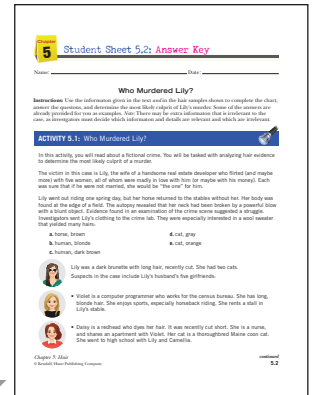 Chapter
5
Student Sheet 5.2: Answer Key
Name: Date:
Who Murdered Lily?
Instructions: Use the information given in the text and in the hair samples shown to complete the chart,
answer the questions, and determine the most likely culprit of Lily's murder. Some of the answers are
already provided for you as examples. Note: There may be extra information that is irrelevant to the
case, as investigators must decide which information and details are relevant and which are irrelevant.
ACTIVITY 5.1: Who Murdered Lily?
In this activity, you will read about a fictional crime. You will be tasked with analyzing hair evidence
to determine the most likely culprit of a murder.
The victim in this case is Lily, the wife of a handsome real estate developer who flirted (and maybe
more) with five women, all of whom were madly in love with him (or maybe with his money). Each
was sure that if he were not married, she would be "the one" for him.
Lily went out riding one spring day, but her horse returned to the stables without her. Her body was
found at the edge of a field. The autopsy revealed that her neck had been broken by a powerful blow
with a blunt object. Evidence found in an examination of the crime scene suggested a struggle.
Investigators sent Lily's clothing to the crime lab. They were especially interested in a wool sweater
that yielded many hairs:
a. horse, brown
b. human, blonde
c. human, dark brown
d. cat, gray
e. cat, orange
Lily was a dark brunette with long hair, recently cut. She had two cats.
Suspects in the case include Lily's husband's five girlfriends:
• Violet is a computer programmer who works for the census bureau. She has long,
blonde hair. She enjoys sports, especially horseback riding. She rents a stall in
Lily's stable.
• Daisy is a redhead who dyes her hair. It was recently cut short. She is a nurse,
and shares an apartment with Violet. Her cat is a thoroughbred Maine coon cat.
She went to high school with Lily and Camellia.
Chapter 5: Hair
© Kendall/Hunt Publishing Company
continued
5.2